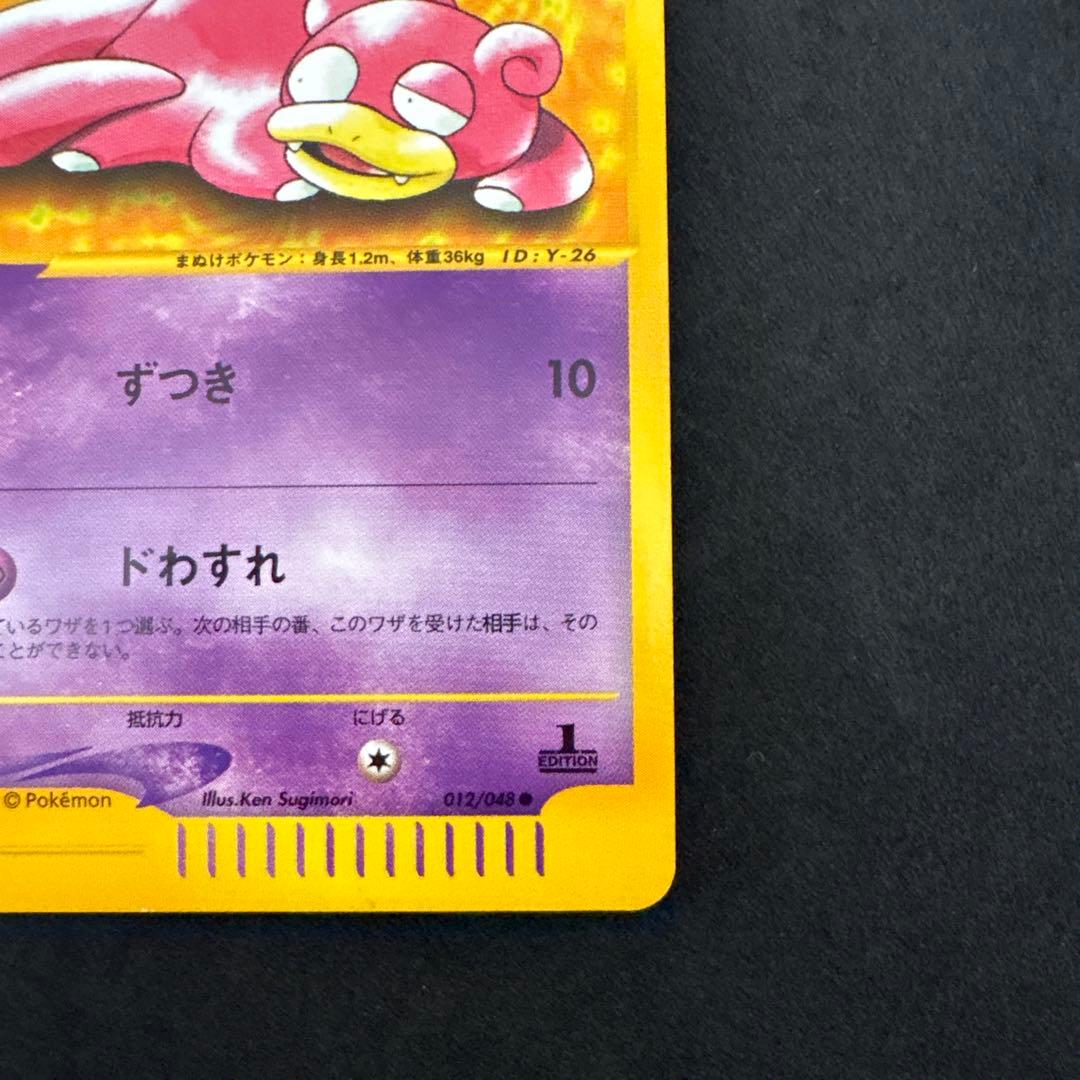 まぬけポケモン：身長1.2m、体重36kg ID：Y-26
ずつき 10
ドわすれ
ているワザを1つ選ぶ。次の相手の番、このワザを受けた相手は、その
ことができない。
抵抗力 にげる
1
EDITION
© Pokémon Illus.Ken Sugimori 012/048●